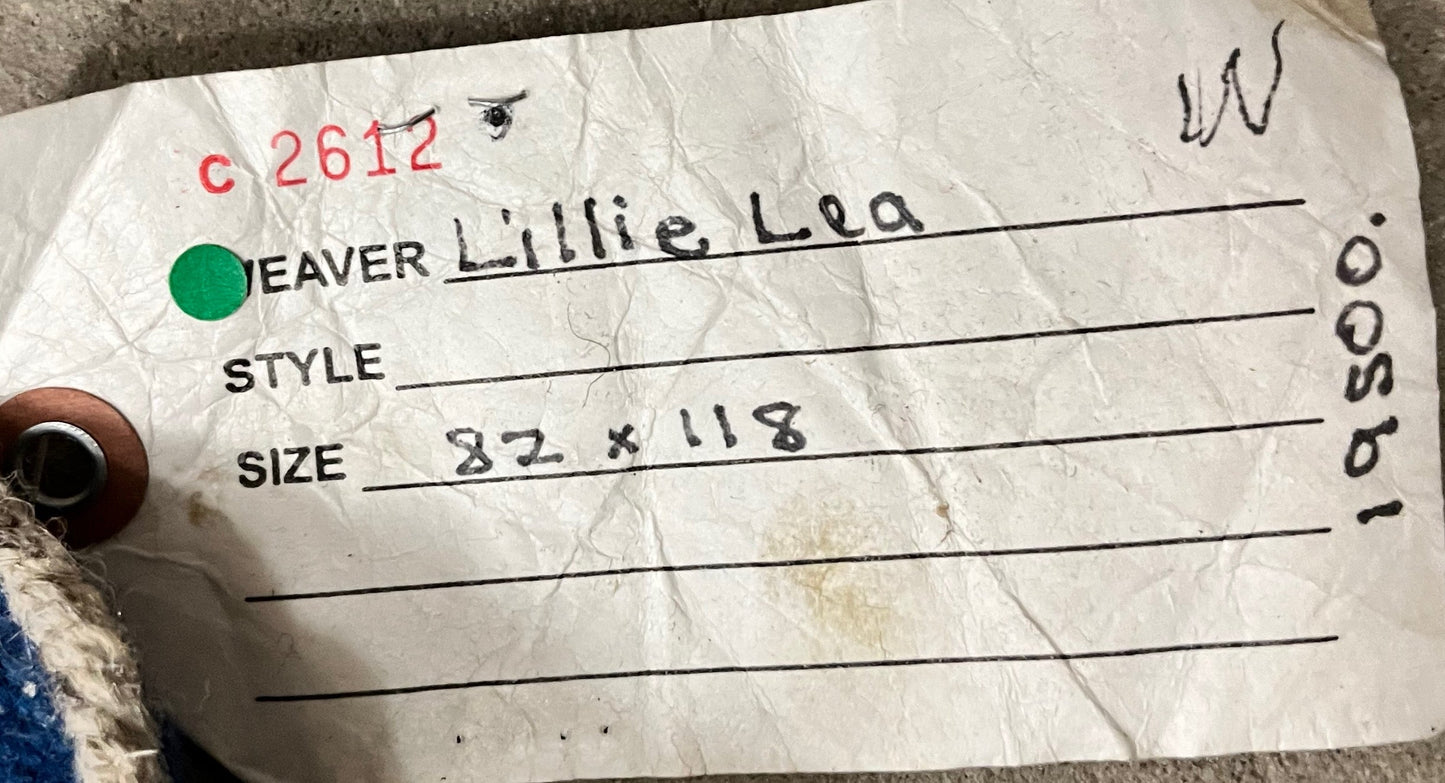 W
C 2612
WEAVER Lillie Lea
STYLE
SIZE 82 x 118
19500.